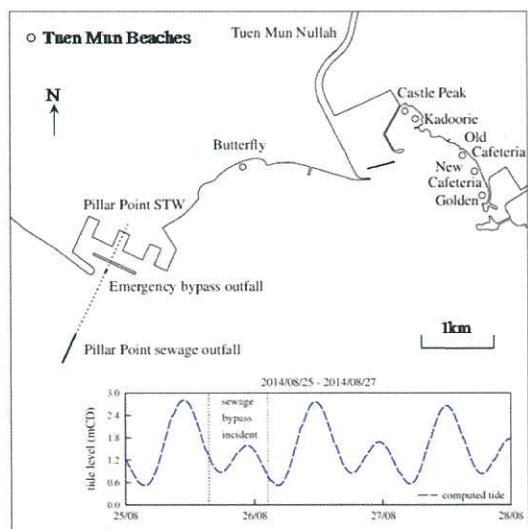 Tuen Mun Beaches
Tuen Mun Nullah
N
Castle Peak
Kadoorie
Old
Cafeteria
New
Cafeteria
Golden
Butterfly
Pillar Point STW
Emergency bypass outfall
Pillar Point sewage outfall
1km
2014/08/25 - 2014/08/27
tide level (mCD)
3.0
2.4
1.8
1.2
0.6
0.0
sewage
bypass
incident
computed tide
25/08
26/08
27/08
28/08